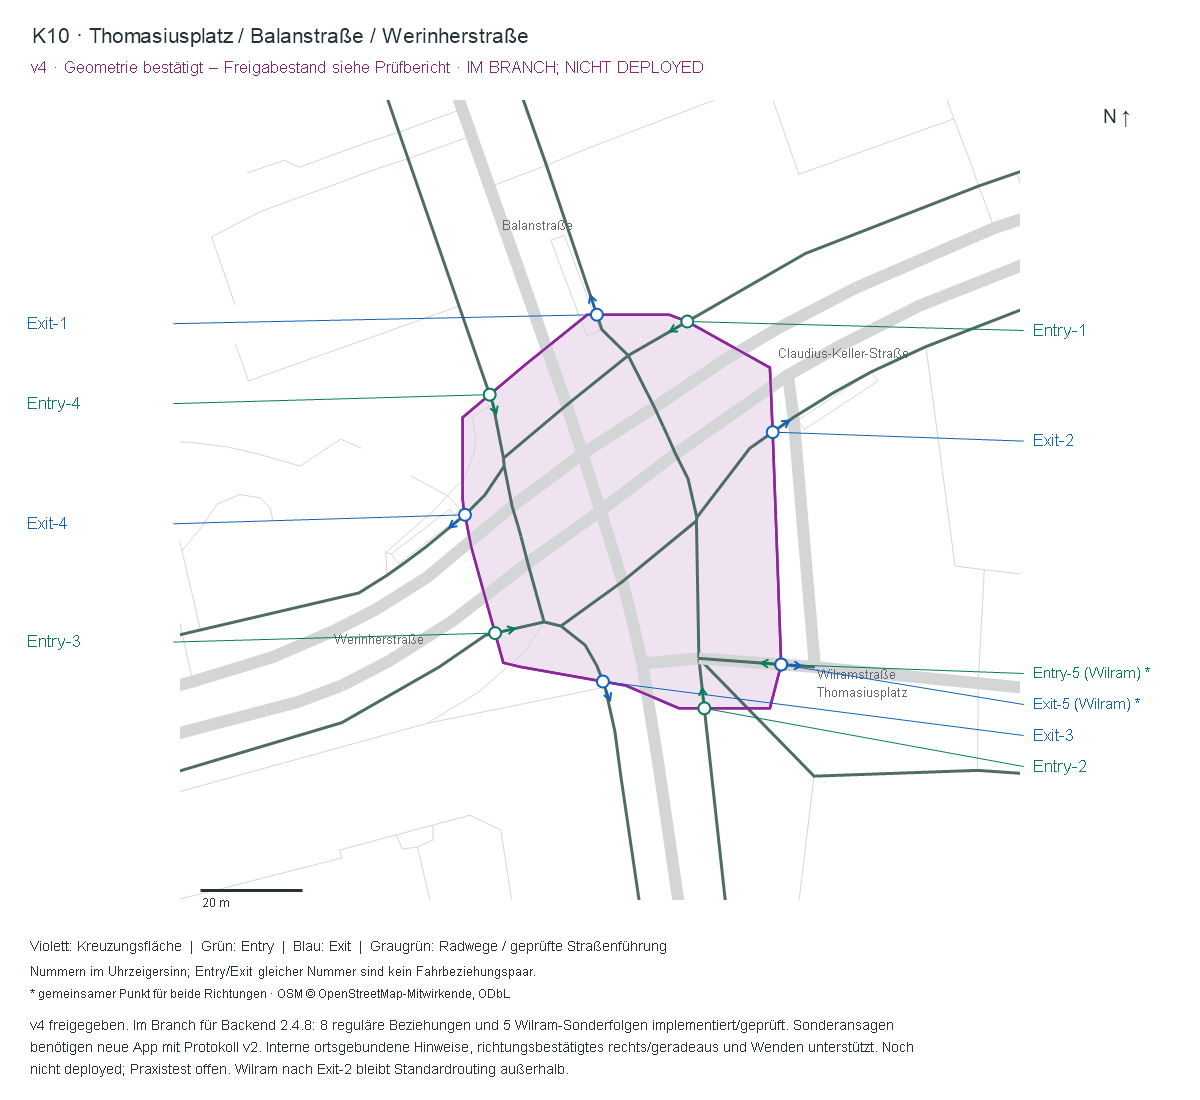 K10 · Thomasiusplatz / Balanstraße / Werinherstraße
v4 · Geometrie bestätigt – Freigabestand siehe Prüfbericht · IM BRANCH; NICHT DEPLOYED
N ↑
Balanstraße
Exit-1
Entry-1
Claudius-Keller-Straße
Entry-4
Exit-2
Exit-4
Entry-3
Werinherstraße
Wilramstraße
Thomasiusplatz
Entry-5 (Wilram) *
Exit-5 (Wilram) *
Exit-3
Entry-2
20 m
Violett: Kreuzungsfläche | Grün: Entry | Blau: Exit | Graugrün: Radwege / geprüfte Straßenführung
Nummern im Uhrzeigersinn; Entry/Exit gleicher Nummer sind kein Fahrbeziehungspaar.
* gemeinsamer Punkt für beide Richtungen · OSM © OpenStreetMap-Mitwirkende, ODbL
v4 freigegeben. Im Branch für Backend 2.4.8: 8 reguläre Beziehungen und 5 Wilram-Sonderfolgen implementiert/geprüft. Sonderansagen
benötigen neue App mit Protokoll v2. Interne ortsgebundene Hinweise, richtungsbestätigtes rechts/geradeaus und Wenden unterstützt. Noch
nicht deployed; Praxistest offen. Wilram nach Exit-2 bleibt Standardrouting außerhalb.